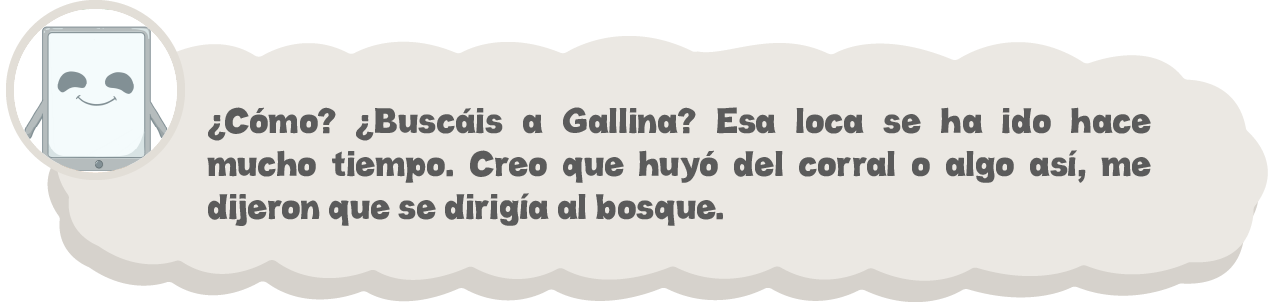 ¿Cómo? ¿Buscáis a Gallina? Esa loca se ha ido hace
mucho tiempo. Creo que huyó del corral o algo así, me
dijeron que se dirigía al bosque.